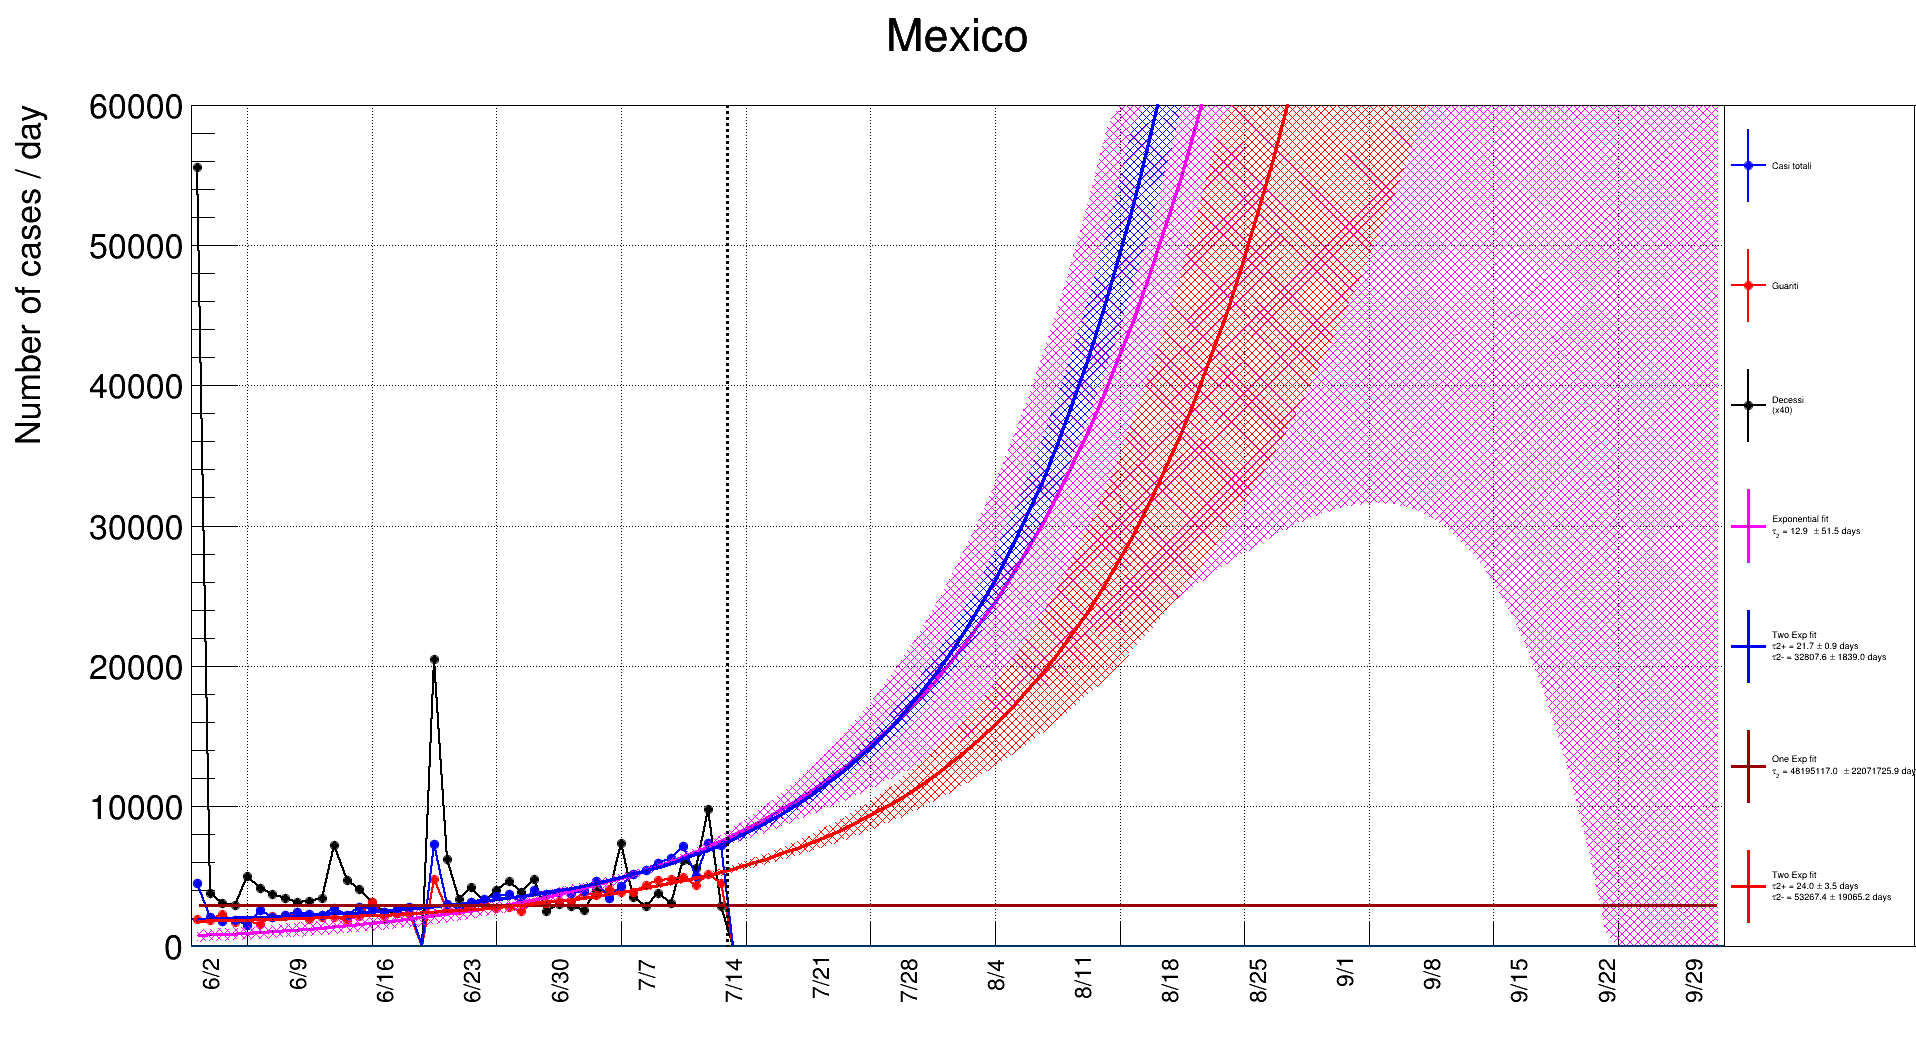 Mexico
Number of cases / day
60000
50000
40000
30000
20000
10000
0
6/2
6/9
6/16
6/23
6/30
7/7
7/14
7/21
7/28
8/4
8/11
8/18
8/25
9/1
9/8
9/15
9/22
9/29
Casi totali
Guariti
Decessi
(x40)
Exponential fit
τ2 = 12.9 ± 51.5 days
Two Exp fit
τ2+ = 21.7 ± 0.9 days
τ2- = 32807.6 ± 1839.0 days
One Exp fit
τ2 = 48195117.0 ± 22071725.9 day
Two Exp fit
τ2+ = 24.0 ± 3.5 days
τ2- = 53267.4 ± 19065.2 days